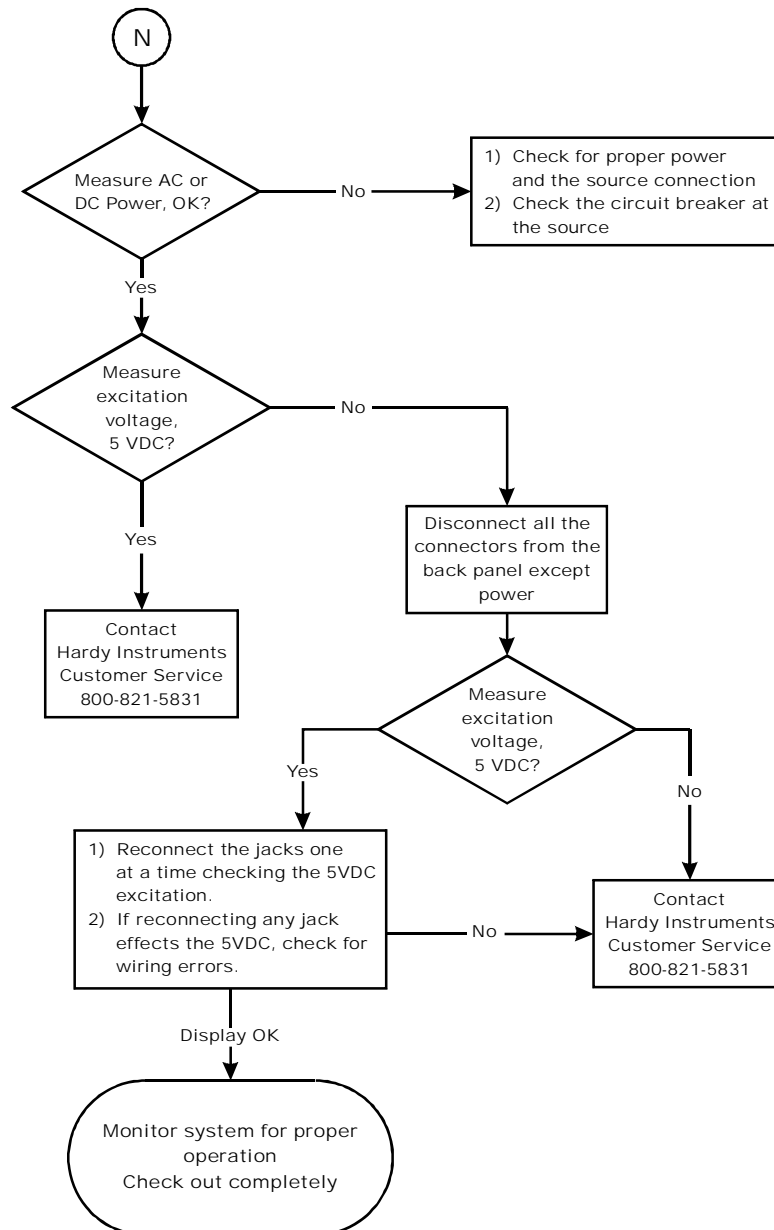 N
Measure AC or
DC Power, OK?
No
1) Check for proper power
and the source connection
2) Check the circuit breaker at
the source
Yes
Measure
excitation
voltage,
5 VDC?
No
Yes
Disconnect all the
connectors from the
back panel except
power
Contact
Hardy Instruments
Customer Service
800-821-5831
Measure
excitation
voltage,
5 VDC?
Yes
No
1) Reconnect the jacks one
at a time checking the 5VDC
excitation.
2) If reconnecting any jack
effects the 5VDC, check for
wiring errors.
No
Contact
Hardy Instruments
Customer Service
800-821-5831
Display OK
Monitor system for proper
operation
Check out completely